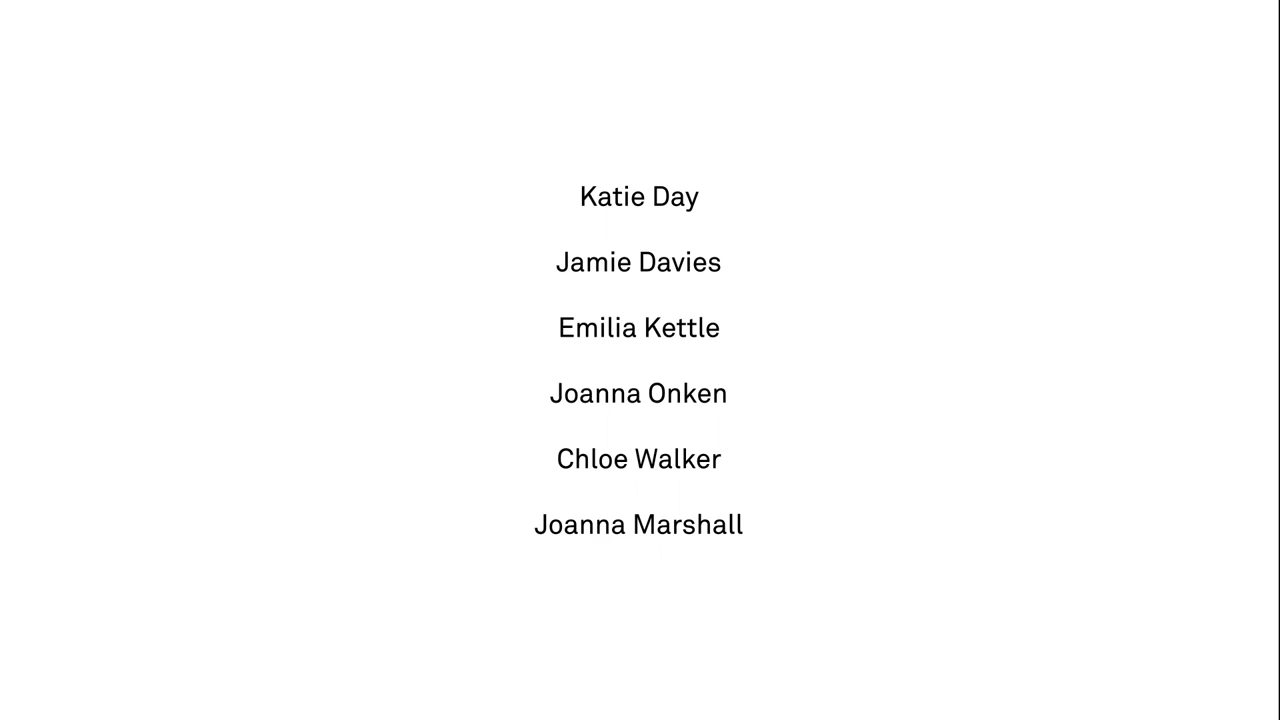 Katie Day
Jamie Davies
Emilia Kettle
Joanna Onken
Chloe Walker
Joanna Marshall